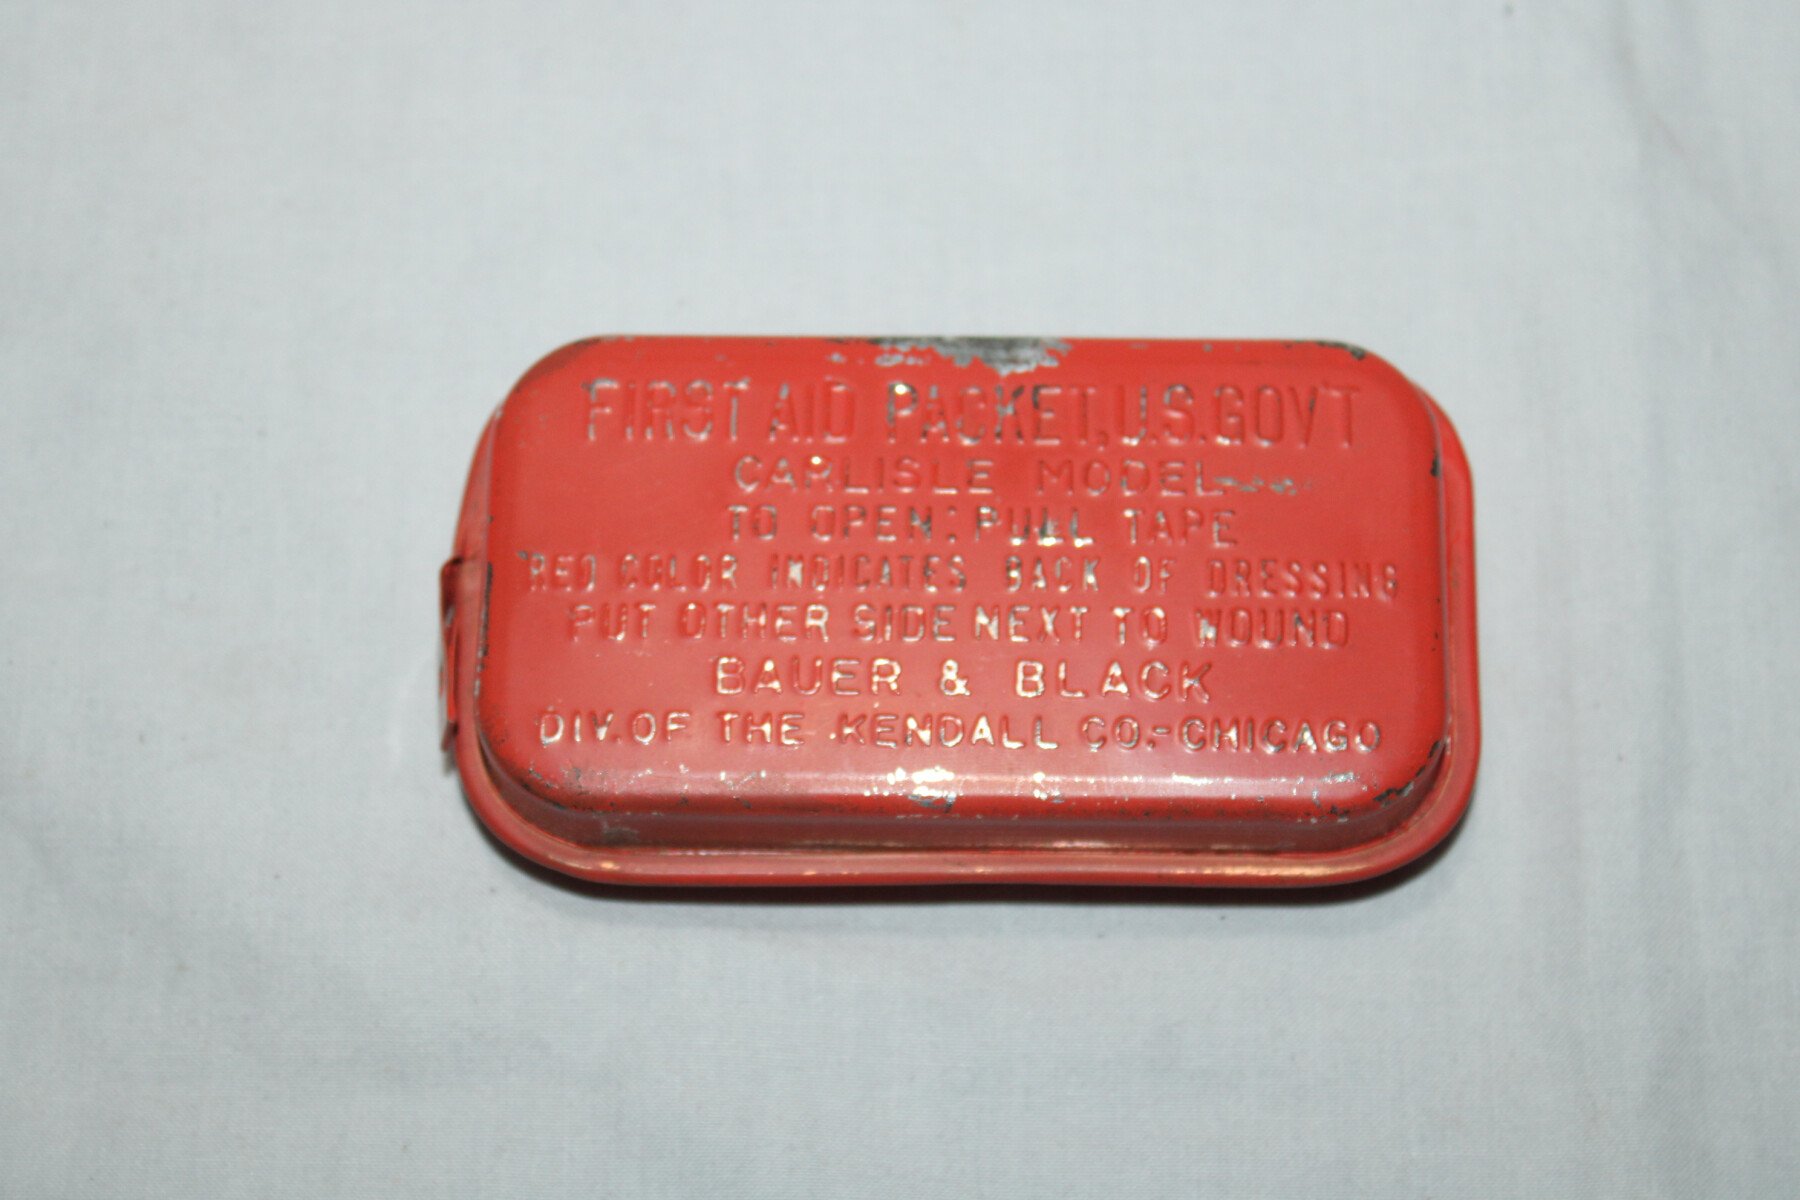 FIRST AID PACKET, U.S. GOV'T
CARLISLE MODEL
TO OPEN: PULL TAPE
RED COLOR INDICATES BACK OF DRESSING
PUT OTHER SIDE NEXT TO WOUND
BAUER & BLACK
DIV. OF THE KENDALL CO.-CHICAGO